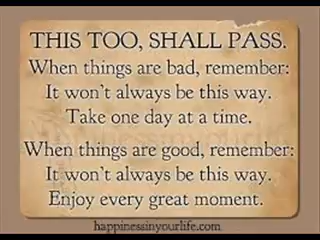 THIS TOO, SHALL PASS.
When things are bad, remember:
It won't always be this way.
Take one day at a time.
When things are good, remember:
It won't always be this way.
Enjoy every great moment.
happinessinyourlife.com